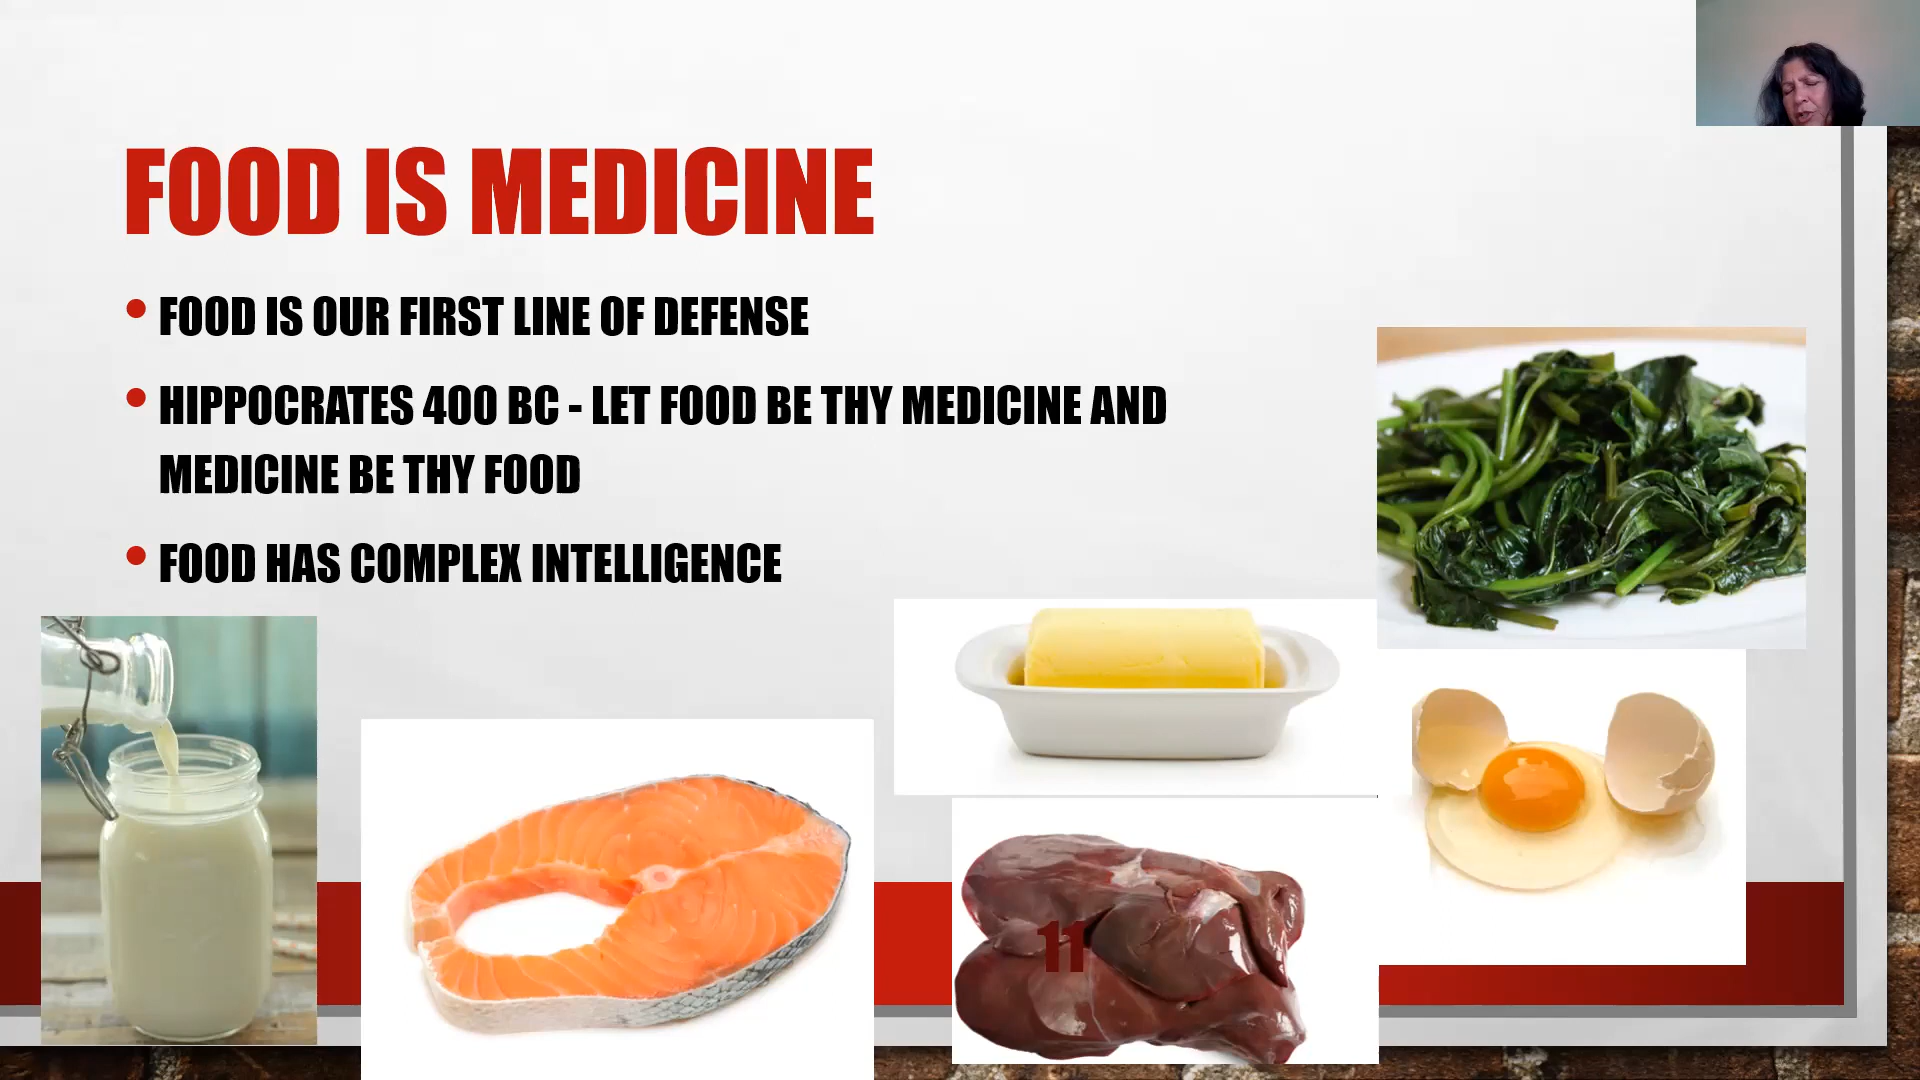 FOOD IS MEDICINE
• FOOD IS OUR FIRST LINE OF DEFENSE
• HIPPOCRATES 400 BC - LET FOOD BE THY MEDICINE AND
MEDICINE BE THY FOOD
• FOOD HAS COMPLEX INTELLIGENCE
11